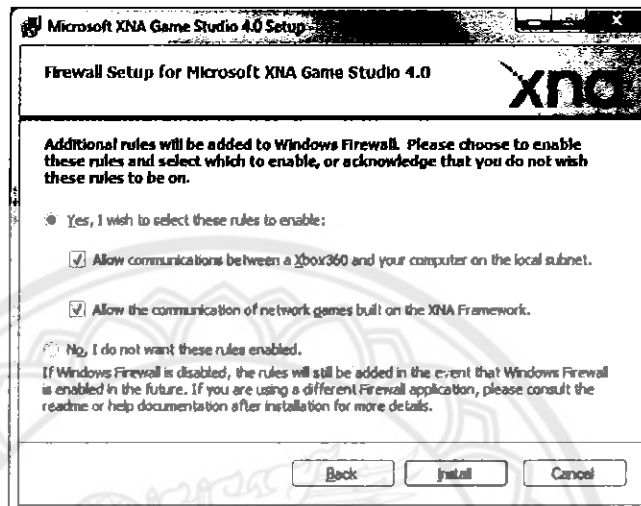 Microsoft XNA Game Studio 4.0 Setup
Firewall Setup for Microsoft XNA Game Studio 4.0
xna
Additional rules will be added to Windows Firewall. Please choose to enable
these rules and select which to enable, or acknowledge that you do not wish
these rules to be on.
Yes, I wish to select these rules to enable:
Allow communications between a Xbox360 and your computer on the local subnet.
Allow the communication of network games built on the XNA Framework.
No, I do not want these rules enabled.
If Windows Firewall is disabled, the rules will still be added in the event that Windows Firewall
is enabled in the future. If you are using a different Firewall application, please consult the
readme or help documentation after installation for more details.
Back Install Cancel